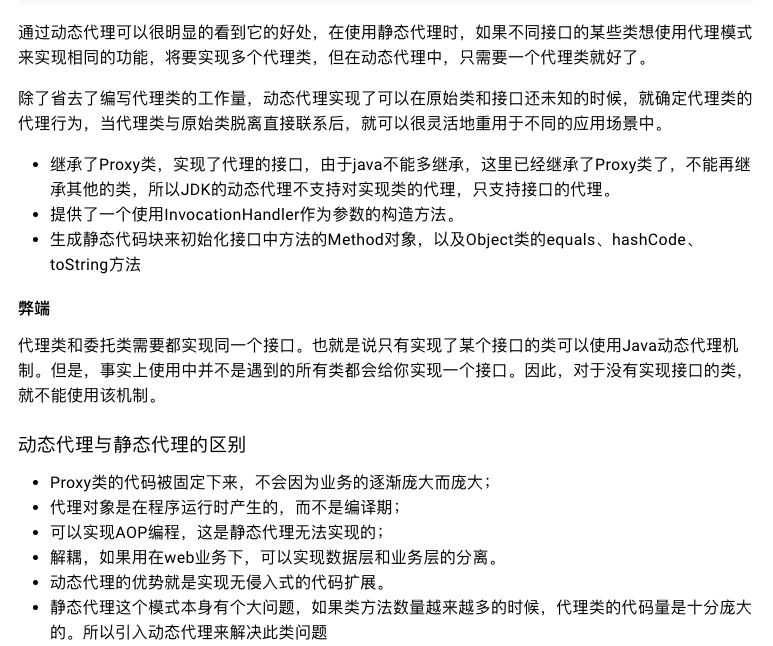 通过动态代理可以很明显的看到它的好处，在使用静态代理时，如果不同接口的某些类想使用代理模式
来实现相同的功能，将要实现多个代理类，但在动态代理中，只需要一个代理类就好了。
除了省去了编写代理类的工作量，动态代理实现了可以在原始类和接口还未知的时候，就确定代理类的
代理行为，当代理类与原始类脱离直接联系后，就可以很灵活地重用于不同的应用场景中。
• 继承了Proxy类，实现了代理的接口，由于java不能多继承，这里已经继承了Proxy类了，不能再继
承其他的类，所以JDK的动态代理不支持对实现类的代理，只支持接口的代理。
• 提供了一个使用InvocationHandler作为参数的构造方法。
• 生成静态代码块来初始化接口中方法的Method对象，以及Object类的equals、hashCode、
toString方法
弊端
代理类和委托类需要都实现同一个接口。也就是说只有实现了某个接口的类可以使用Java动态代理机
制。但是，事实上使用中并不是遇到的所有类都会给你实现一个接口。因此，对于没有实现接口的类，
就不能使用该机制。
动态代理与静态代理的区别
• Proxy类的代码被固定下来，不会因为业务的逐渐庞大而庞大；
• 代理对象是在程序运行时产生的，而不是编译期；
• 可以实现AOP编程，这是静态代理无法实现的；
• 解耦，如果用在web业务下，可以实现数据层和业务层的分离。
• 动态代理的优势就是实现无侵入式的代码扩展。
• 静态代理这个模式本身有个大问题，如果类方法数量越来越多的时候，代理类的代码量是十分庞大
的。所以引入动态代理来解决此类问题